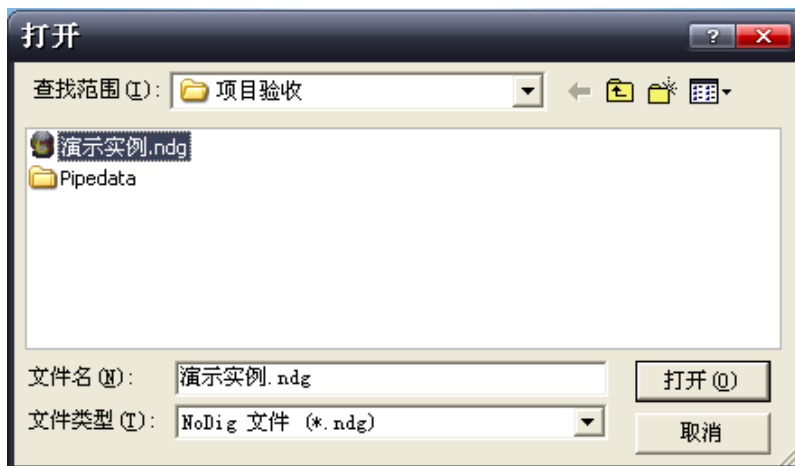 打开
查找范围(I): 项目验收
演示实例.ndg
Pipedata
文件名(N): 演示实例.ndg
打开(O)
文件类型(T): NoDig 文件 (*.ndg)
取消